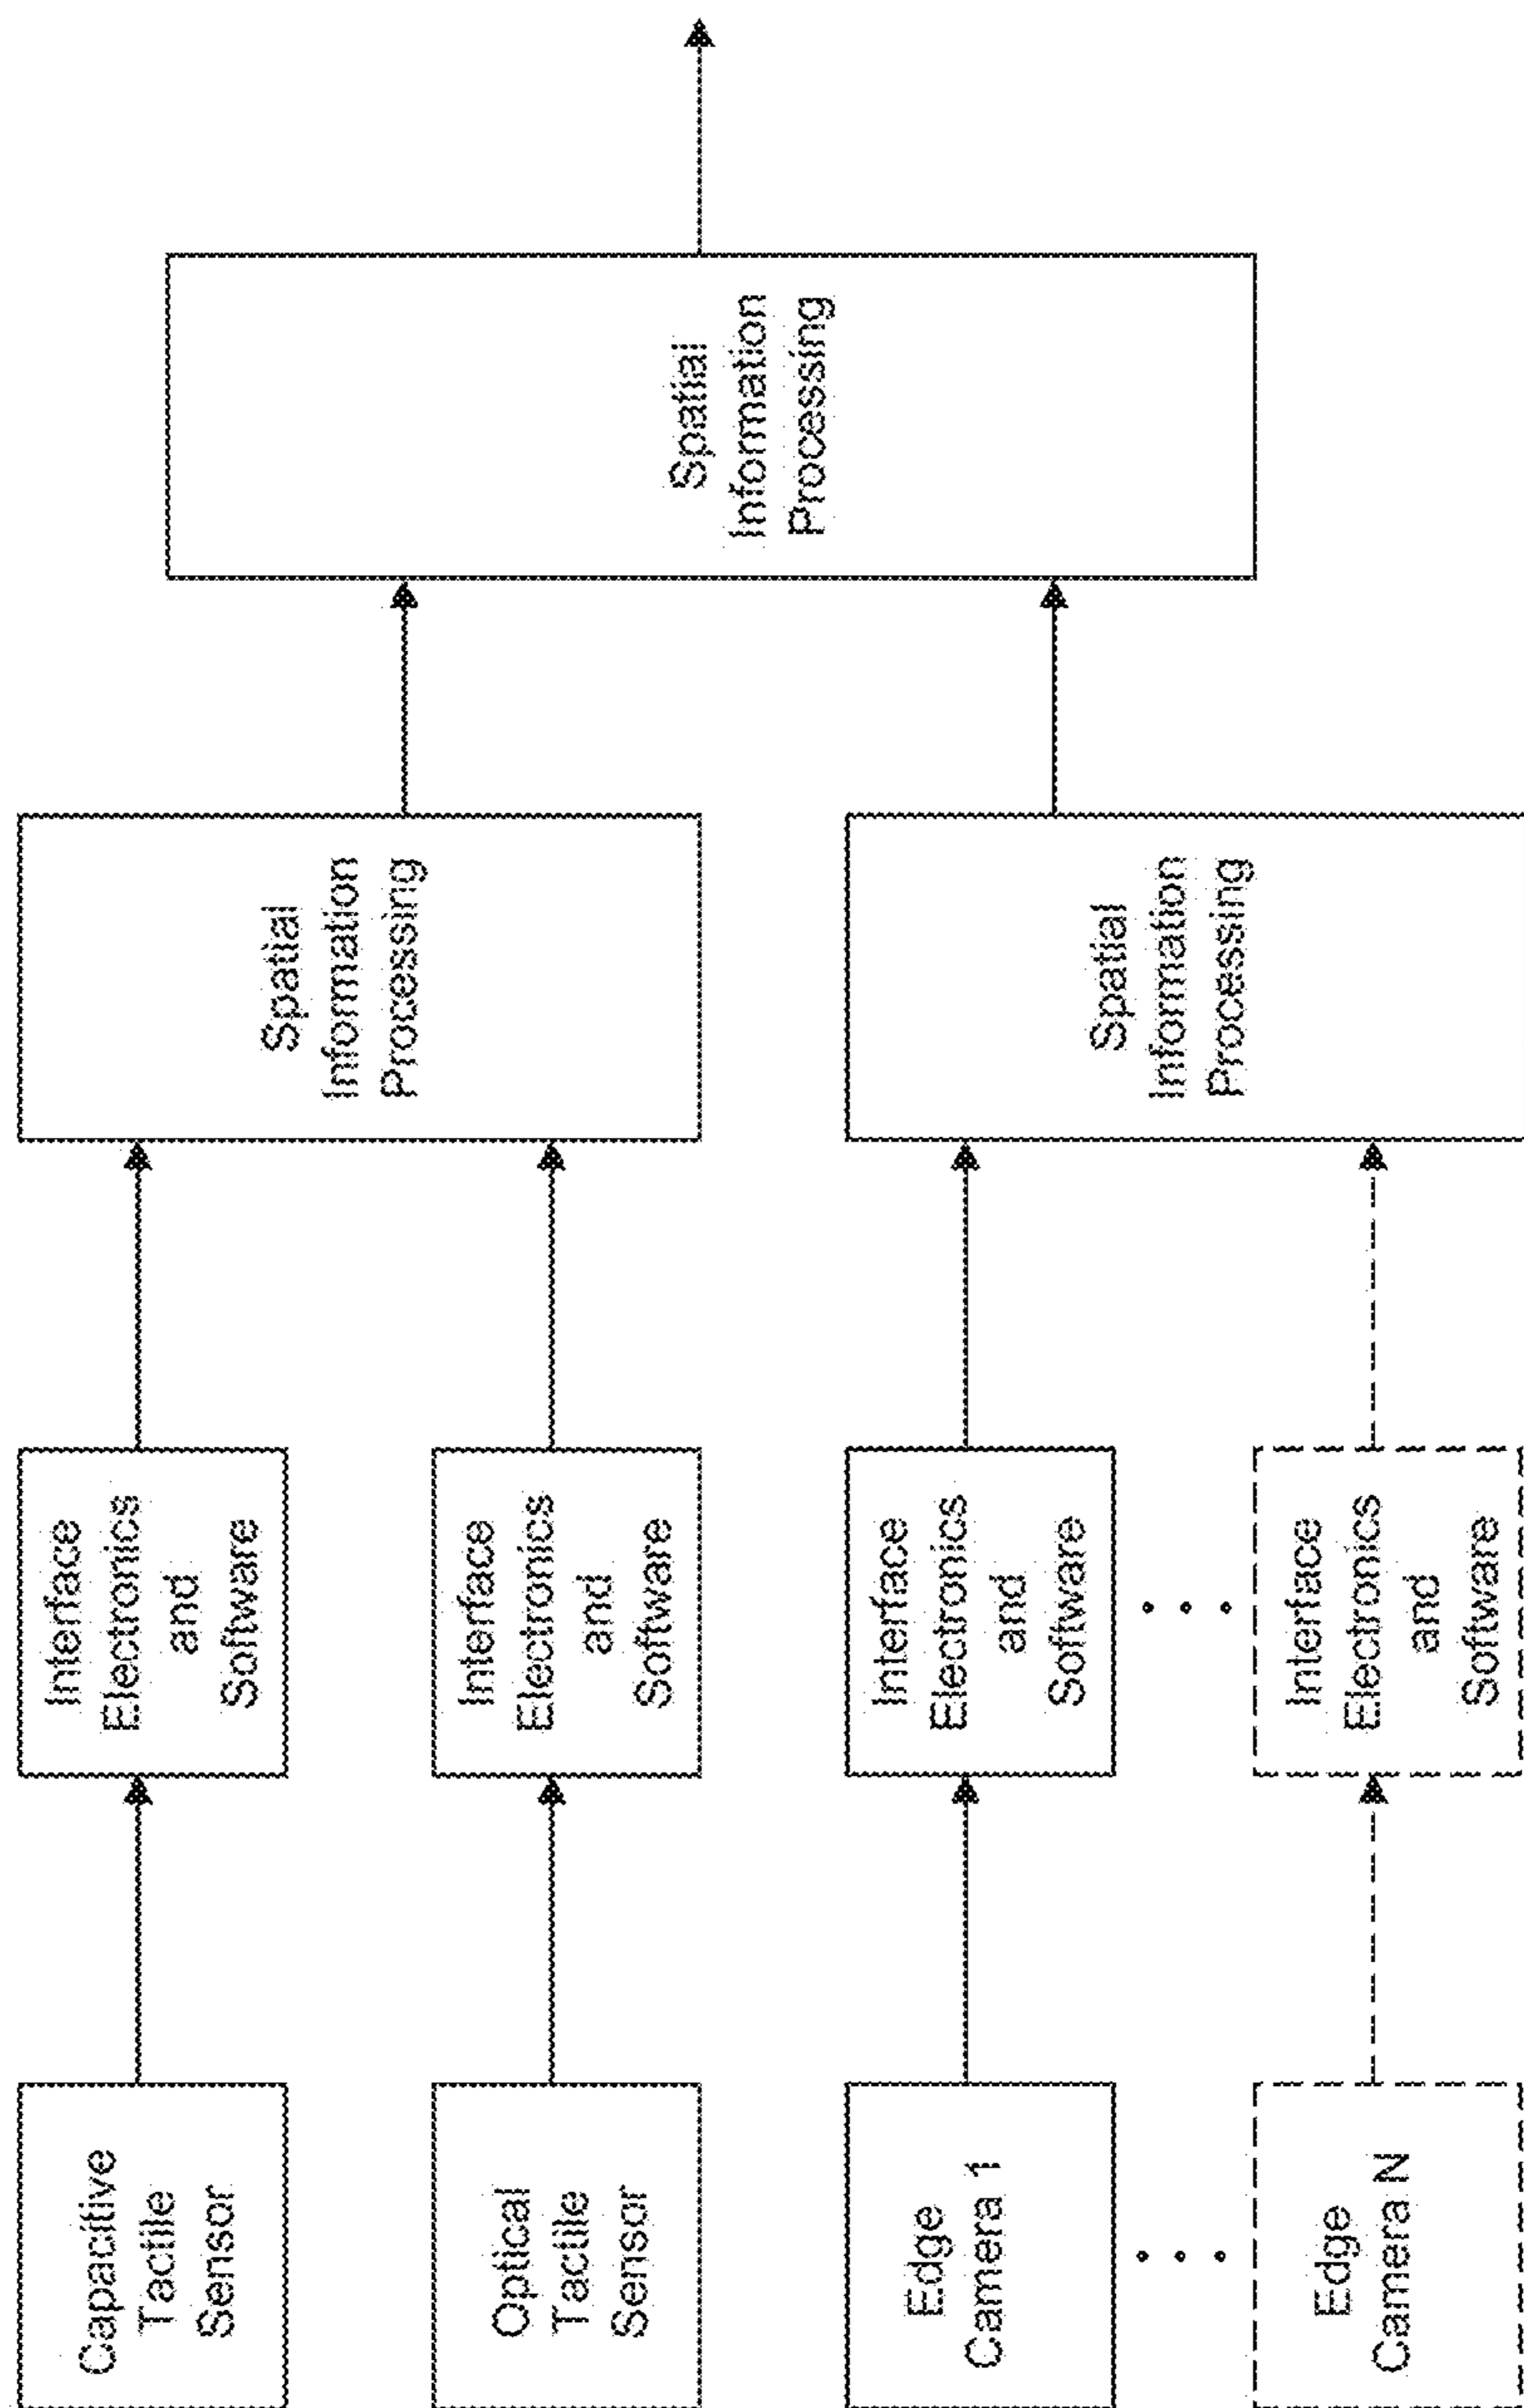 Capacitive
Tactile
Sensor
Interface
Electronics
and
Software
Optical
Tactile
Sensor
Interface
Electronics
and
Software
Spatial
Information
Processing
Edge
Camera 1
Interface
Electronics
and
Software
• • •
• • •
Edge
Camera N
Interface
Electronics
and
Software
Spatial
Information
Processing
Spatial
Information
Processing